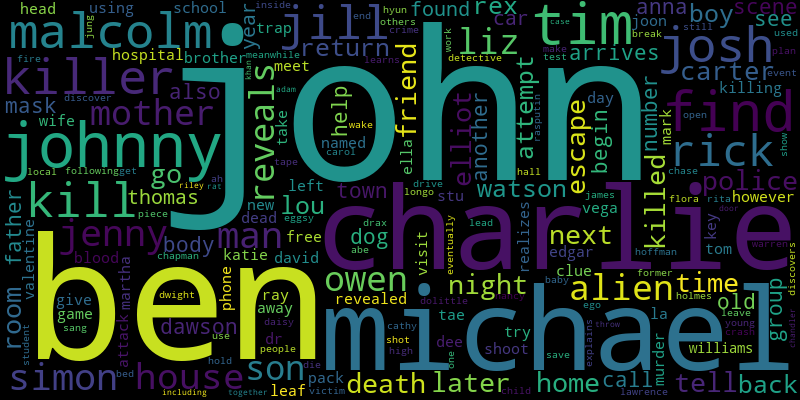 head
using
school
year
found
rex
anna
boy
scene
malcolm
jung
jill
hyun
others
end
car
tim
joon
see
inside
crime
work
case
break
still
used
fire
hospital
brother
trap
return
liz
make
josh
plan
discover
meanwhile
learns
detective
test
arrives
event
killer
also
meet
friend
attempt
carter
killing
mask
mother
reveals
khan
adam
help
day
number
find
wife
take
wake
elliot
another
rasputin
mark
open
johnny
john
named
escape
begin
rick
show
carol
local
following
get
go
tape
ella
hall
chase
police
kill
thomas
ah
rat
riley
left
town
drive
watson
james
killed
flora
rita
however
piece
lou
eggsy
stu
longo
vega
door
father
jenny
man
new
dead
free
drax
charlie
key
tom
warren
room
body
david
dog
abe
visit
lead
realizes
next
edgar
hoffman
discovers
valentine
blood
chapman
katie
eventually
clue
former
martha
ben
phone
ray
owen
dolittle
night
baby
alien
time
holmes
old
group
give
dwight
away
revealed
michael
ego
leave
game
attack
dawson
daisy
tae
try
la
young
crash
student
sang
use
dr
people
shot
cathy
dee
shoot
explains
throw
murder
williams
chandler
simon
house
hold
son
die
high
one
save
bed
pack
death
later
home
call
tell
back
including
together
leaf
victim
child
lawrence